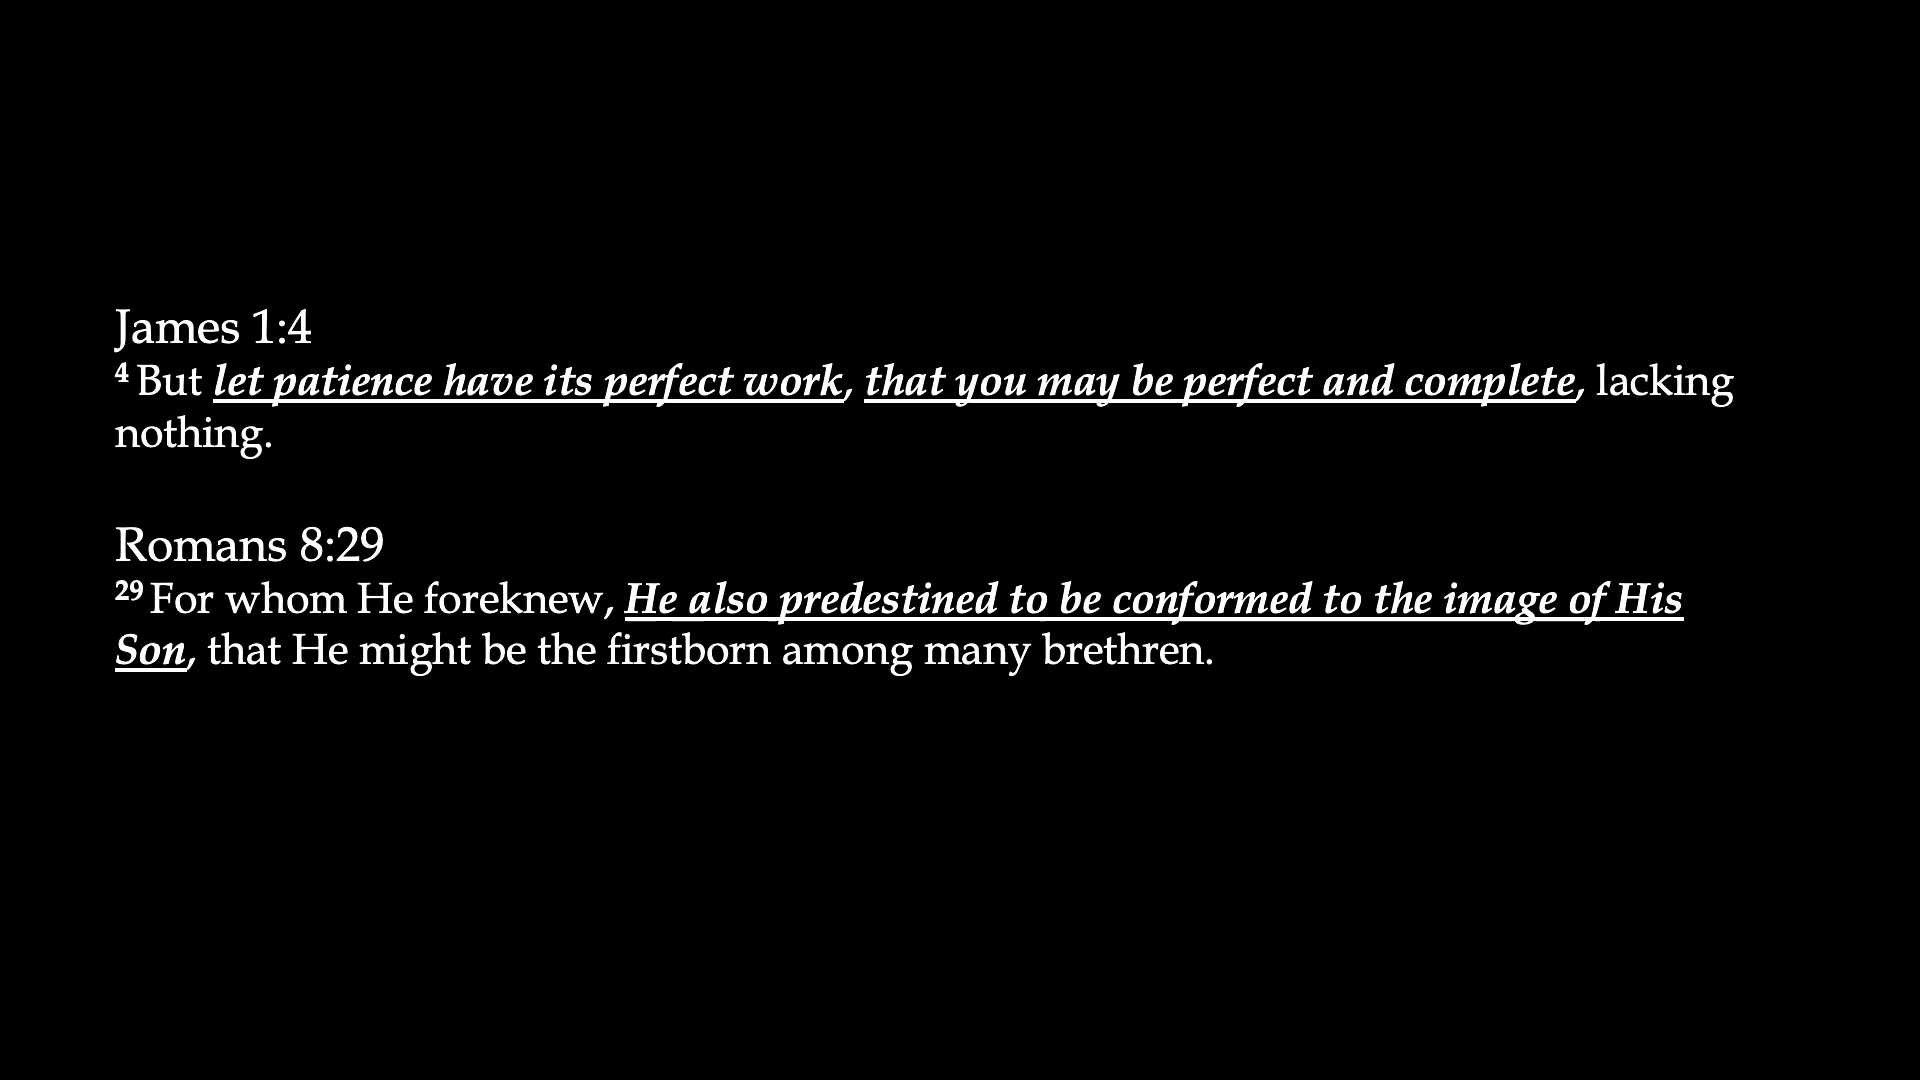 James 1:4
4 But let patience have its perfect work, that you may be perfect and complete, lacking
nothing.
Romans 8:29
29 For whom He foreknew, He also predestined to be conformed to the image of His
Son, that He might be the firstborn among many brethren.